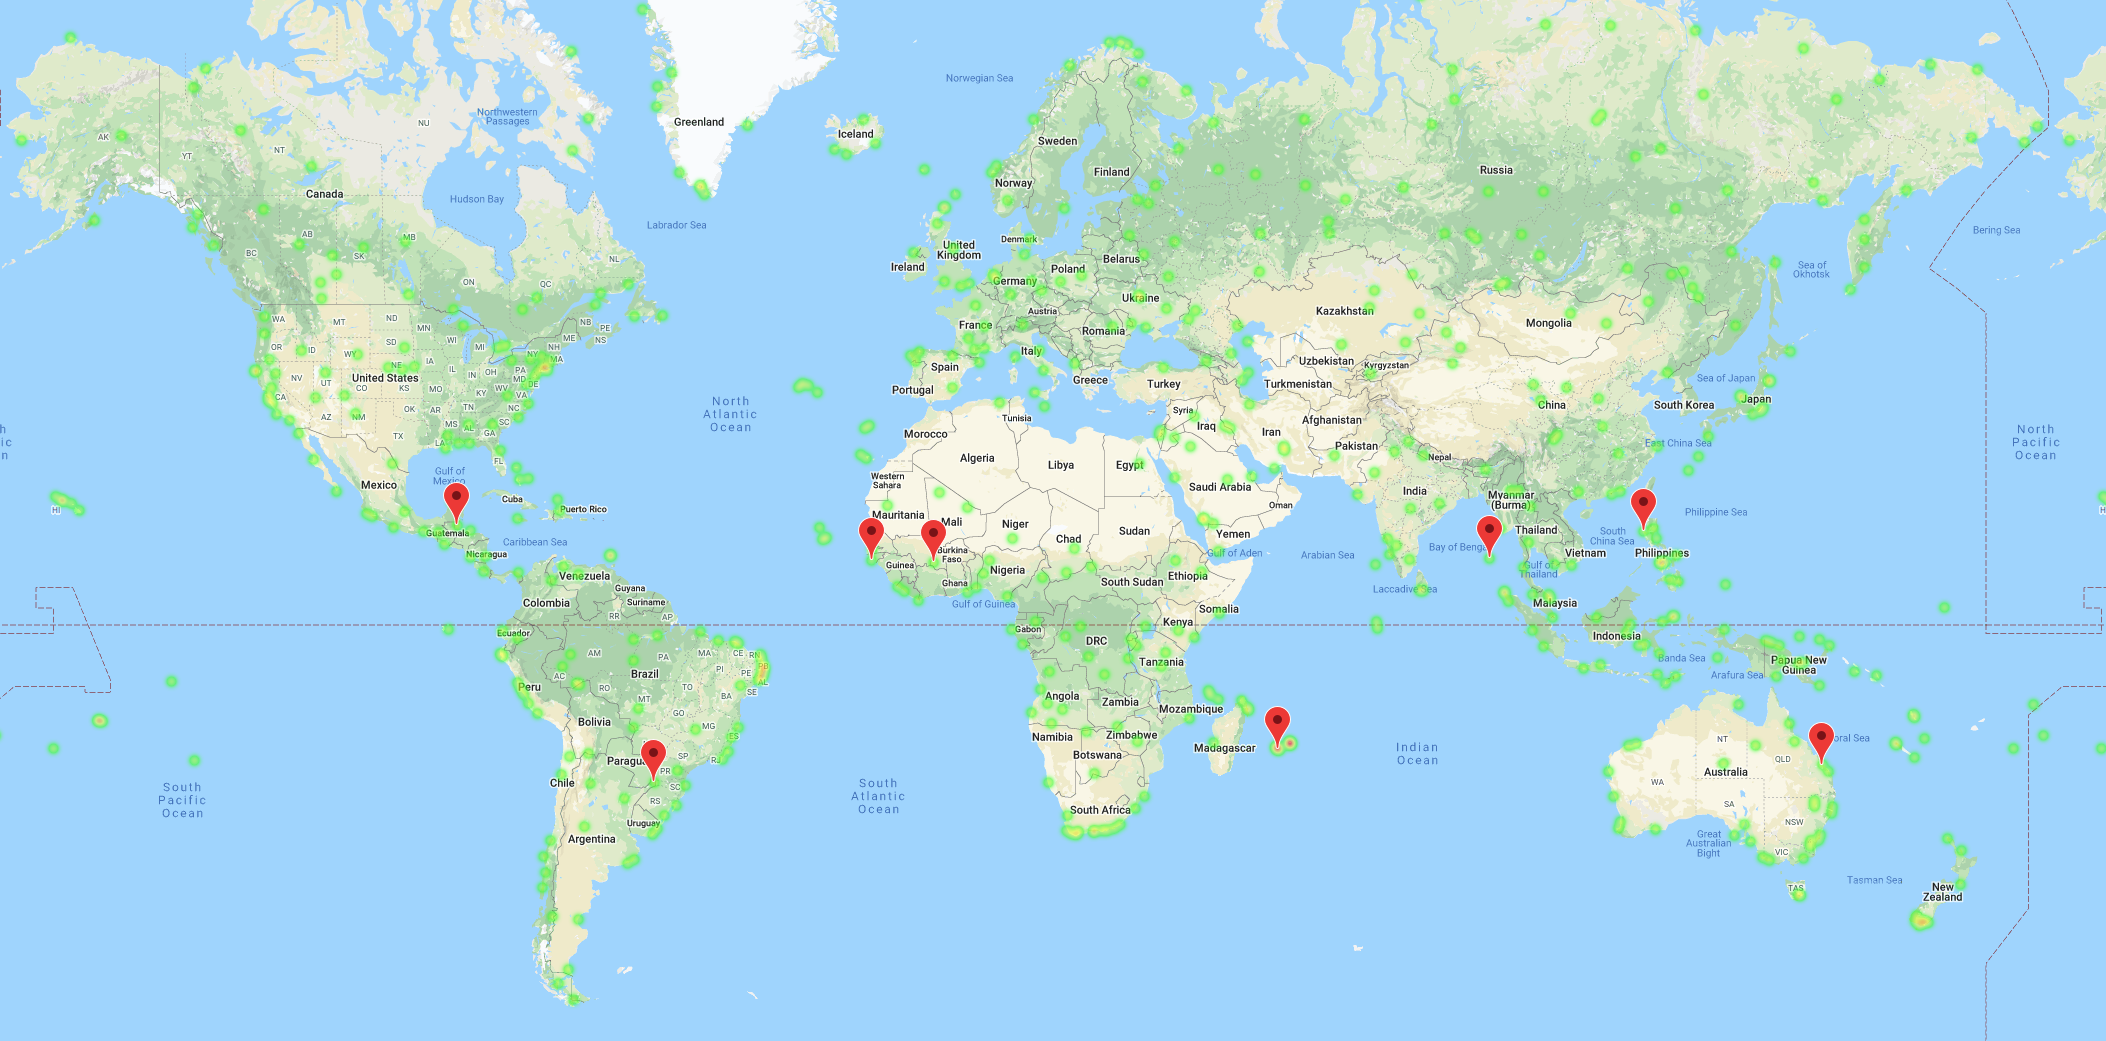 Norwegian Sea
Northwestern
Passages
NU
Greenland
Iceland
AK
YT
NT
Sweden
Finland
Norway
Russia
Canada
Hudson Bay
Labrador Sea
Bering Sea
AB
MB
BC
SK
NL
ON
QC
Denmark
United
Kingdom
Ireland
Belarus
Poland
Germany
Sea of
Okhotsk
Ukraine
Austria
Kazakhstan
Mongolia
France
Romania
WA
MT
ND
MN
NB
PE
NS
ME
OR
ID
WY
SD
WI
MI
NY
NH
MA
Italy
Spain
Portugal
Greece
Turkey
Uzbekistan
Kyrgyzstan
Turkmenistan
Sea of Japan
Japan
South Korea
China
United States
NV
UT
CO
NE
IA
IL
IN
OH
PA
MD
DE
KS
MO
KY
VA
CA
AZ
NM
OK
AR
TN
NC
TX
MS
AL
GA
SC
LA
FL
North
Atlantic
Ocean
Morocco
Tunisia
Syria
Iraq
Iran
Afghanistan
Pakistan
Nepal
East China Sea
North
Pacific
Ocean
h
ic
n
Algeria
Libya
Egypt
Western
Sahara
Saudi Arabia
Oman
India
Myanmar
(Burma)
Gulf of
Mexico
Mexico
Cuba
Puerto Rico
HI
H
Mauritania
Mali
Niger
Chad
Sudan
Yemen
Gulf of Aden
Arabian Sea
Bay of Beng
Thailand
South
China Sea
Vietnam
Philippine Sea
Philippines
Guatemala
Nicaragua
Caribbean Sea
Burkina
Faso
Guinea
Ghana
Nigeria
South Sudan
Ethiopia
Somalia
Gulf of Guinea
Laccadive Sea
Gulf of
Thailand
Malaysia
Venezuela
Guyana
Suriname
Colombia
RR
AP
Ecuador
Gabon
DRC
Kenya
Tanzania
Indonesia
Banda Sea
Papua New
Guinea
Arafura Sea
AM
PA
MA
CE
RN
PB
PI
PE
AL
SE
AC
RO
Brazil
TO
BA
MT
GO
MG
ES
Peru
Bolivia
Angola
Zambia
Mozambique
Namibia
Zimbabwe
Botswana
Madagascar
Indian
Ocean
oral Sea
NT
QLD
Australia
WA
SA
NSW
VIC
TAS
Paragua
SP
PR
RJ
SC
RS
Chile
Uruguay
Argentina
South
Pacific
Ocean
South
Atlantic
Ocean
South Africa
Great
Australian
Bight
Tasman Sea
New
Zealand